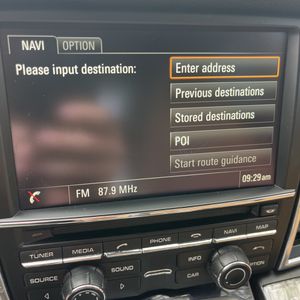 NAVI OPTION
Please input destination:
Enter address
Previous destinations
Stored destinations
POI
Start route guidance
FM 87.9 MHz
09:29am
TUNER MEDIA PHONE NAVI MAP
SOURCE SOUND INFO
CAR